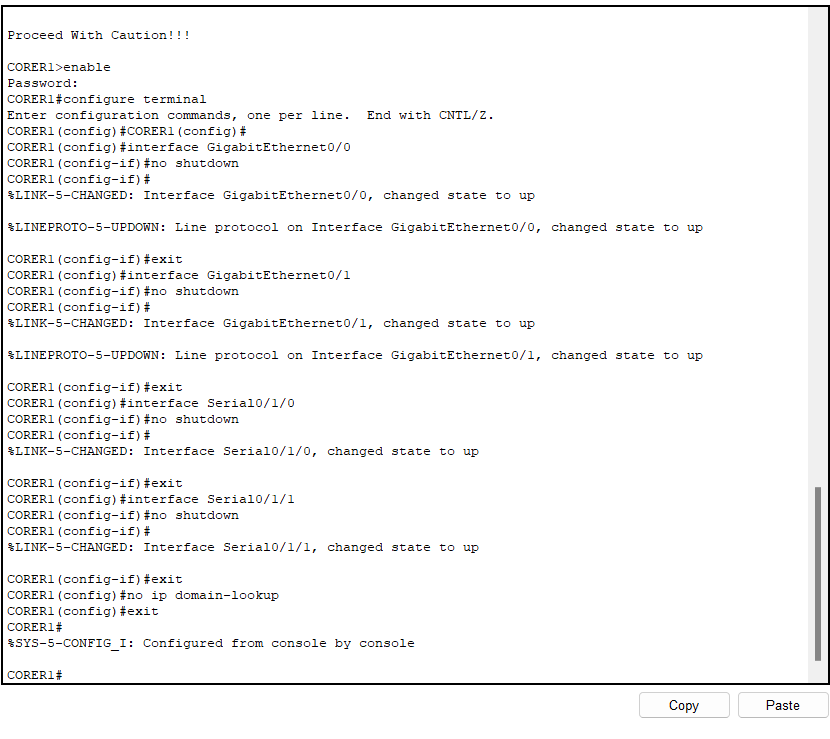 Proceed With Caution!!!
CORER1>enable
Password:
CORER1#configure terminal
Enter configuration commands, one per line.  End with CNTL/Z.
CORER1(config)#CORER1(config)#
CORER1(config)#interface GigabitEthernet0/0
CORER1(config-if)#no shutdown
CORER1(config-if)#
%LINK-5-CHANGED: Interface GigabitEthernet0/0, changed state to up
%LINEPROTO-5-UPDOWN: Line protocol on Interface GigabitEthernet0/0, changed state to up
CORER1(config-if)#exit
CORER1(config)#interface GigabitEthernet0/1
CORER1(config-if)#no shutdown
CORER1(config-if)#
%LINK-5-CHANGED: Interface GigabitEthernet0/1, changed state to up
%LINEPROTO-5-UPDOWN: Line protocol on Interface GigabitEthernet0/1, changed state to up
CORER1(config-if)#exit
CORER1(config)#interface Serial0/1/0
CORER1(config-if)#no shutdown
CORER1(config-if)#
%LINK-5-CHANGED: Interface Serial0/1/0, changed state to up
CORER1(config-if)#exit
CORER1(config)#interface Serial0/1/1
CORER1(config-if)#no shutdown
CORER1(config-if)#
%LINK-5-CHANGED: Interface Serial0/1/1, changed state to up
CORER1(config-if)#exit
CORER1(config)#no ip domain-lookup
CORER1(config)#exit
CORER1#
%SYS-5-CONFIG_I: Configured from console by console
CORER1#
Copy Paste